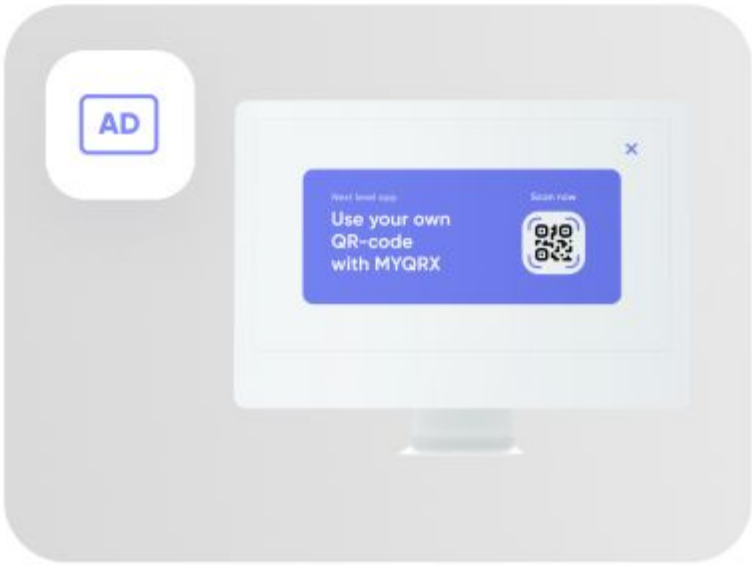 AD
Next level app
Scan now
Use your own
QR-code
with MYQRX